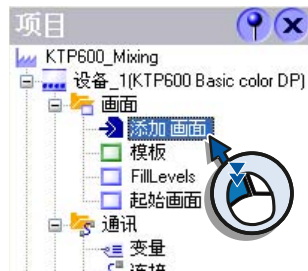 项目
KTP600_Mixing
设备_1(KTP600 Basic color DP)
画面
添加 画面
模板
FillLevels
起始画面
通讯
变量
连接